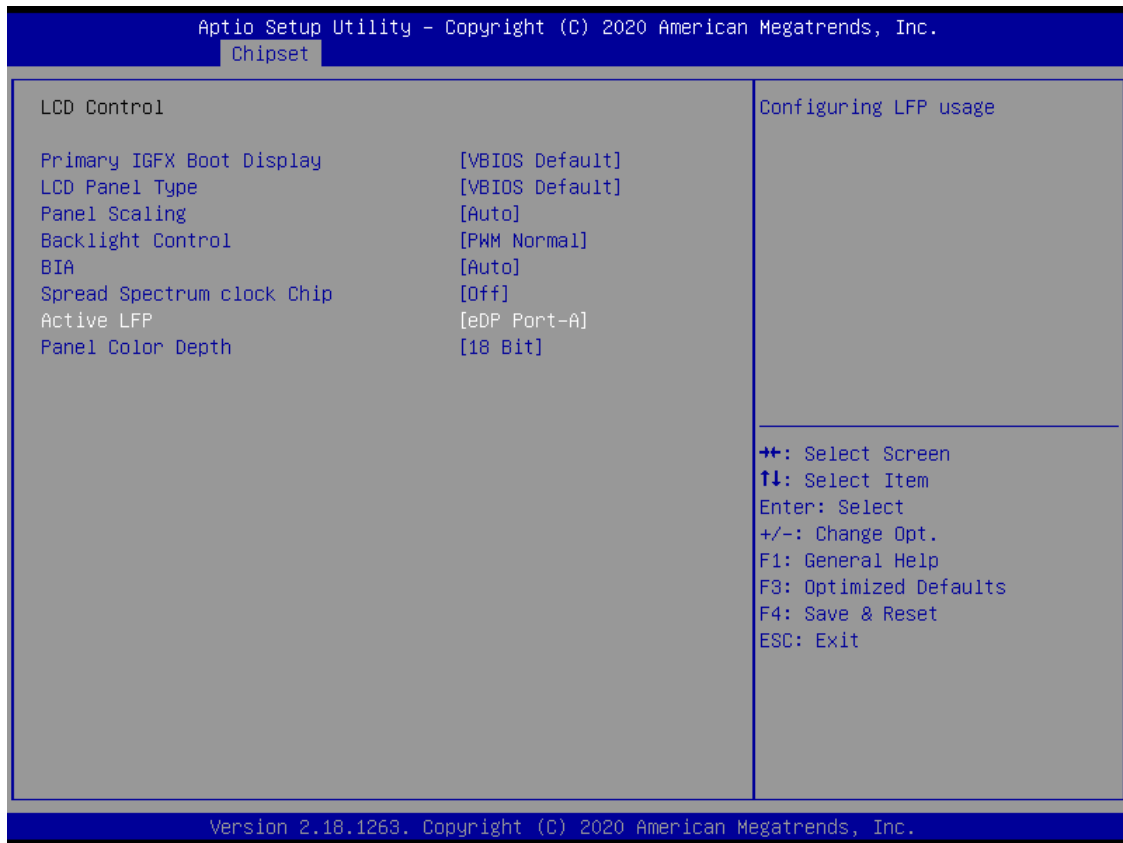 Aptio Setup Utility – Copyright (C) 2020 American Megatrends, Inc.
Chipset
LCD Control
Primary IGFX Boot Display [VBIOS Default]
LCD Panel Type [VBIOS Default]
Panel Scaling [Auto]
Backlight Control [PWM Normal]
BIA [Auto]
Spread Spectrum clock Chip [Off]
Active LFP [eDP Port-A]
Panel Color Depth [18 Bit]
Configuring LFP usage
→←: Select Screen
↑↓: Select Item
Enter: Select
+/-: Change Opt.
F1: General Help
F3: Optimized Defaults
F4: Save & Reset
ESC: Exit
Version 2.18.1263. Copyright (C) 2020 American Megatrends, Inc.